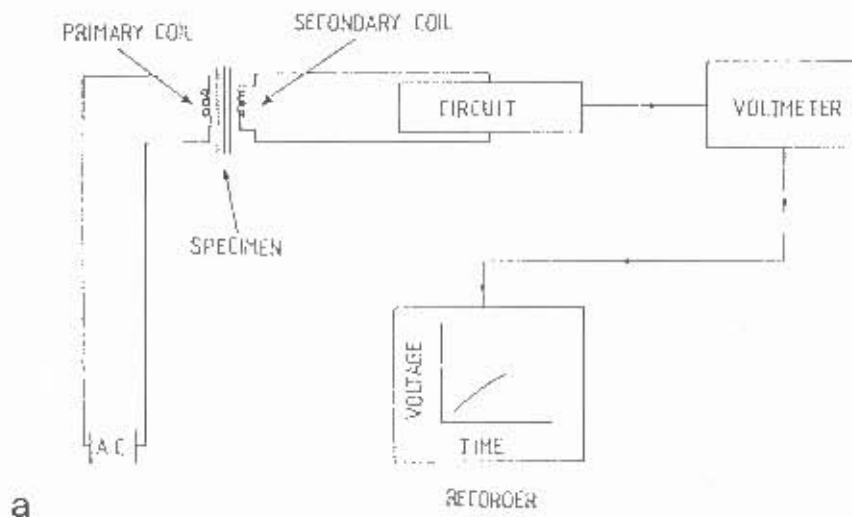 PRIMARY COIL
SECONDARY COIL
CIRCUIT
VOLTMETER
SPECIMEN
VOLTAGE
TIME
A C
RECORDER
a